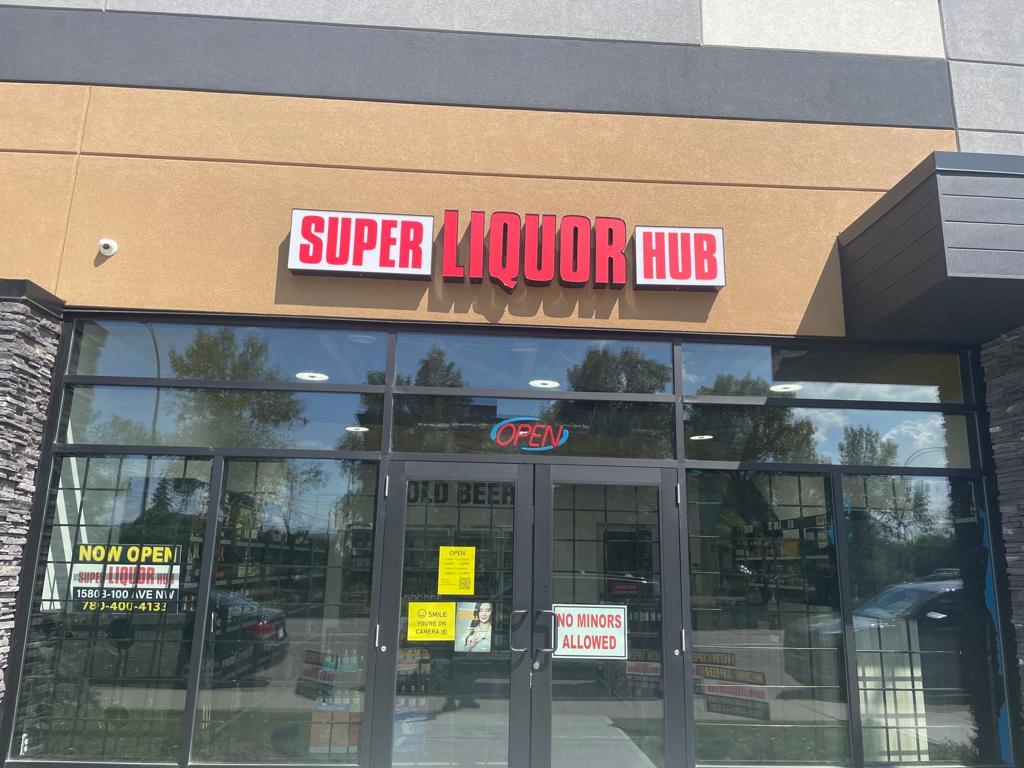 SUPER LIQUOR HUB
OPEN
OLD BEER
OPEN
NOW OPEN
SUPER LIQUOR HUB
15808-100 AVE NW
780-400-4133
SMILE
YOU'RE ON
CAMERA
NO MINORS
ALLOWED